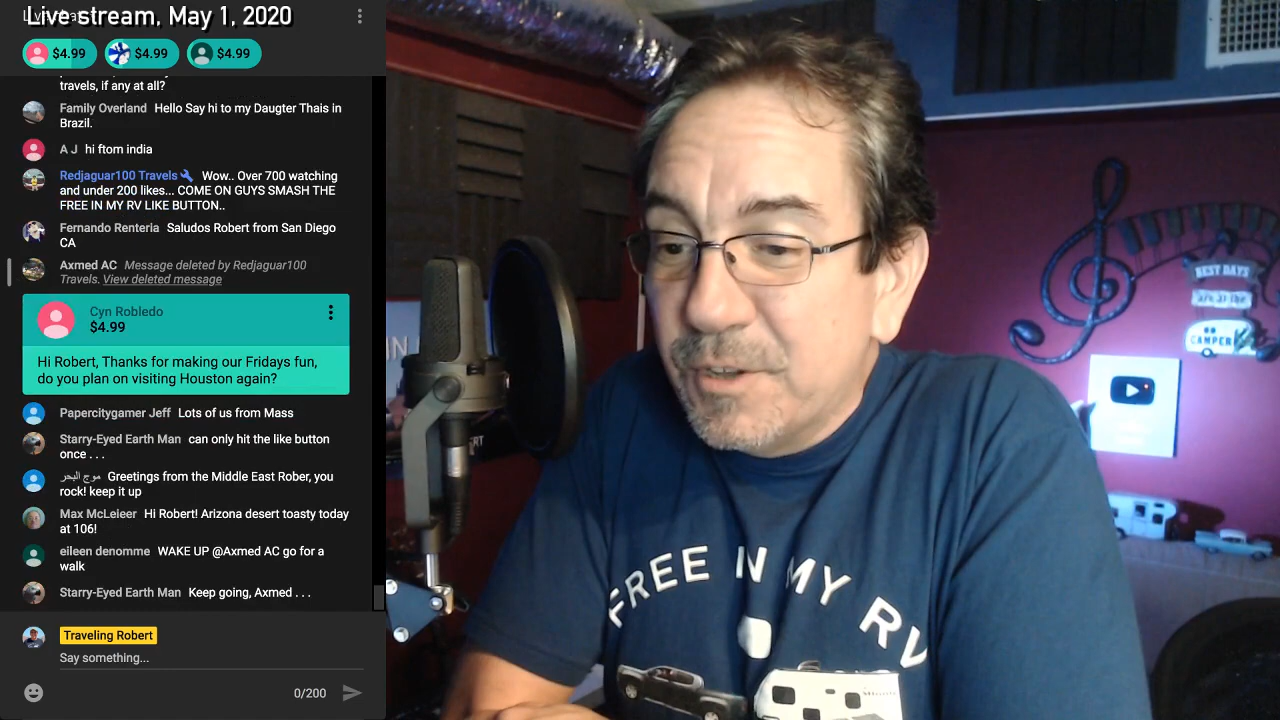 Live stream, May 1, 2020
$4.99 $4.99 $4.99
travels, if any at all?
Family Overland Hello Say hi to my Daugter Thais in
Brazil.
A J hi ftom india
Redjaguar100 Travels Wow.. Over 700 watching
and under 200 likes... COME ON GUYS SMASH THE
FREE IN MY RV LIKE BUTTON..
Fernando Renteria Saludos Robert from San Diego
CA
Axmed AC Message deleted by Redjaguar100
Travels. View deleted message
Cyn Robledo
$4.99
Hi Robert, Thanks for making our Fridays fun,
do you plan on visiting Houston again?
Papercitygamer Jeff Lots of us from Mass
Starry-Eyed Earth Man can only hit the like button
once . . .
موج البحر Greetings from the Middle East Rober, you
rock! keep it up
Max McLeleer Hi Robert! Arizona desert toasty today
at 106!
eileen denomme WAKE UP @Axmed AC go for a
walk
Starry-Eyed Earth Man Keep going, Axmed . . .
Traveling Robert
Say something...
0/200
BEST DAYS
are at the
CAMPER
FREE IN MY RV